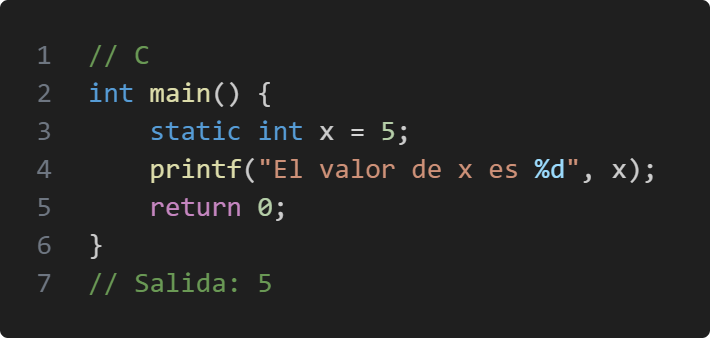 1 // C
2 int main() {
3     static int x = 5;
4     printf("El valor de x es %d", x);
5     return 0;
6 }
7 // Salida: 5